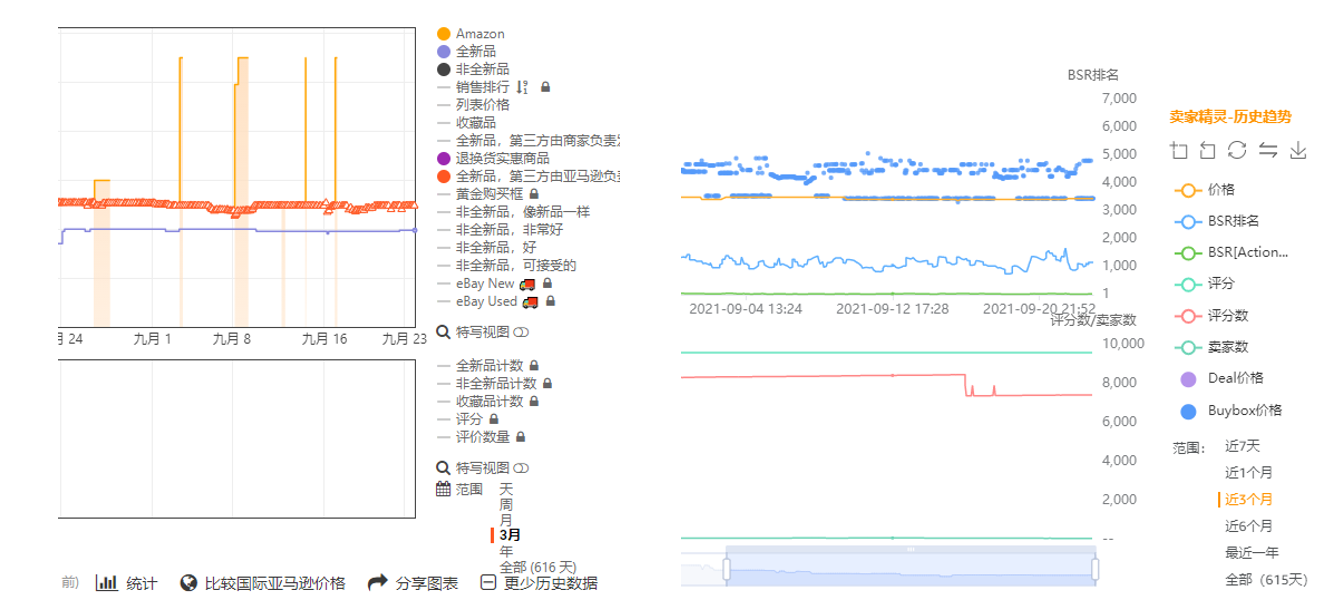 Amazon
全新品
非全新品
销售排行
列表价格
收藏品
全新品，第三方由商家负责
退换货实惠商品
全新品，第三方由亚马逊负
黄金购买框
非全新品，像新品一样
非全新品，非常好
非全新品，好
非全新品，可接受的
eBay New
eBay Used
特写视图
月 24 九月 1 九月 8 九月 16 九月 23
全新品计数
非全新品计数
收藏品计数
评分
评价数量
特写视图
范围
天
周
月
3月
年
全部 (616 天)
前) 统计 比较国际亚马逊价格 分享图表 更少历史数据
BSR排名
7,000
6,000
5,000
4,000
3,000
2,000
1,000
1
2021-09-04 13:24 2021-09-12 17:28 2021-09-20 21:52
评分数/卖家数
10,000
8,000
6,000
4,000
2,000
--
卖家精灵-历史趋势
价格
BSR排名
BSR[Action...
评分
评分数
卖家数
Deal价格
Buybox价格
范围：
近7天
近1个月
近3个月
近6个月
最近一年
全部（615天）